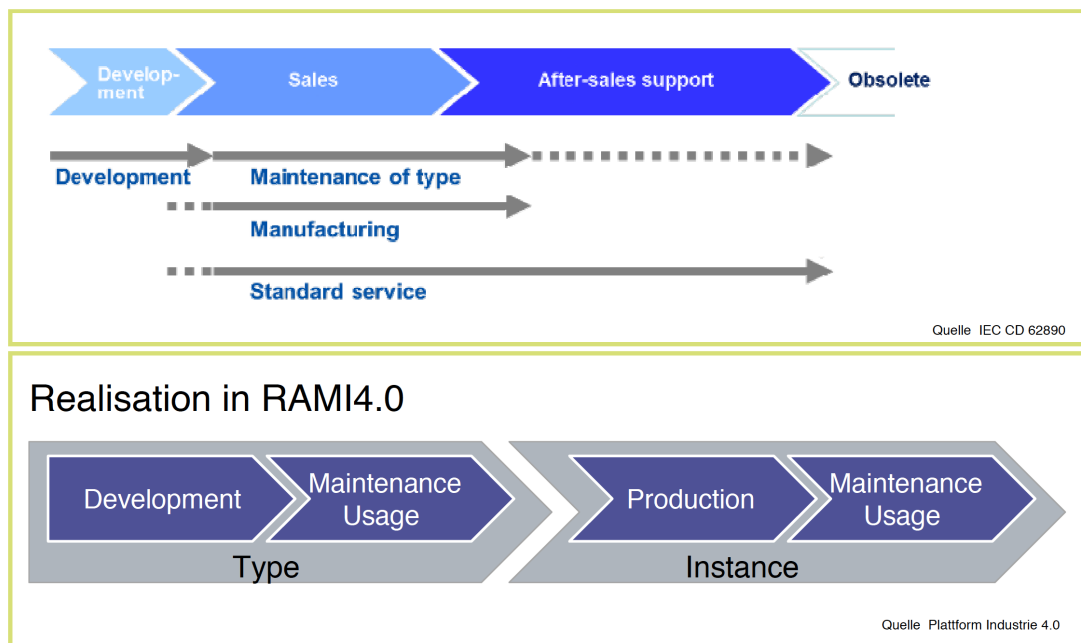 Develop-
ment
Sales
After-sales support
Obsolete
Development
Maintenance of type
Manufacturing
Standard service
Quelle IEC CD 62890
Realisation in RAMI4.0
Development
Maintenance
Usage
Production
Maintenance
Usage
Type
Instance
Quelle Plattform Industrie 4.0